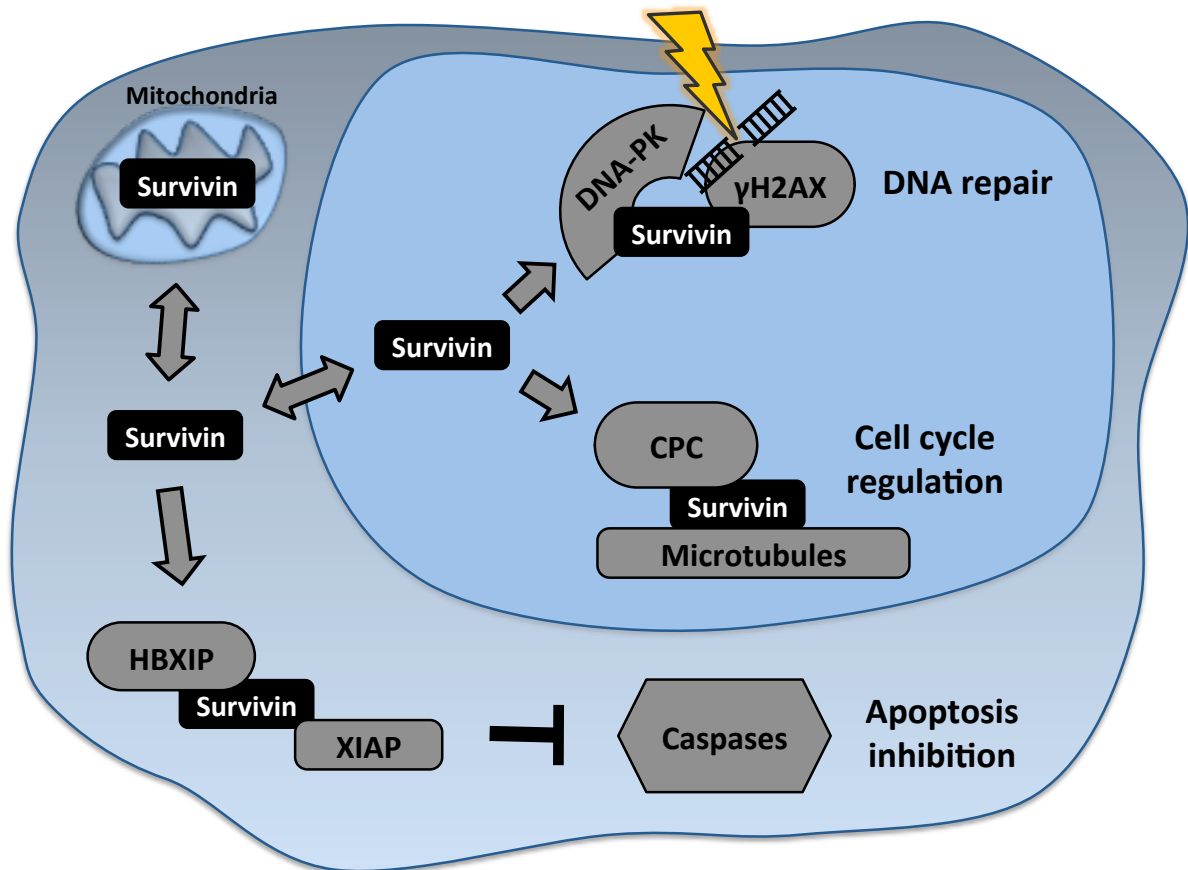 Mitochondria
Survivin
DNA-PK
γH2AX
Survivin
DNA repair
Survivin
Survivin
CPC
Survivin
Microtubules
Cell cycle
regulation
HBXIP
Survivin
XIAP
Caspases
Apoptosis
inhibition